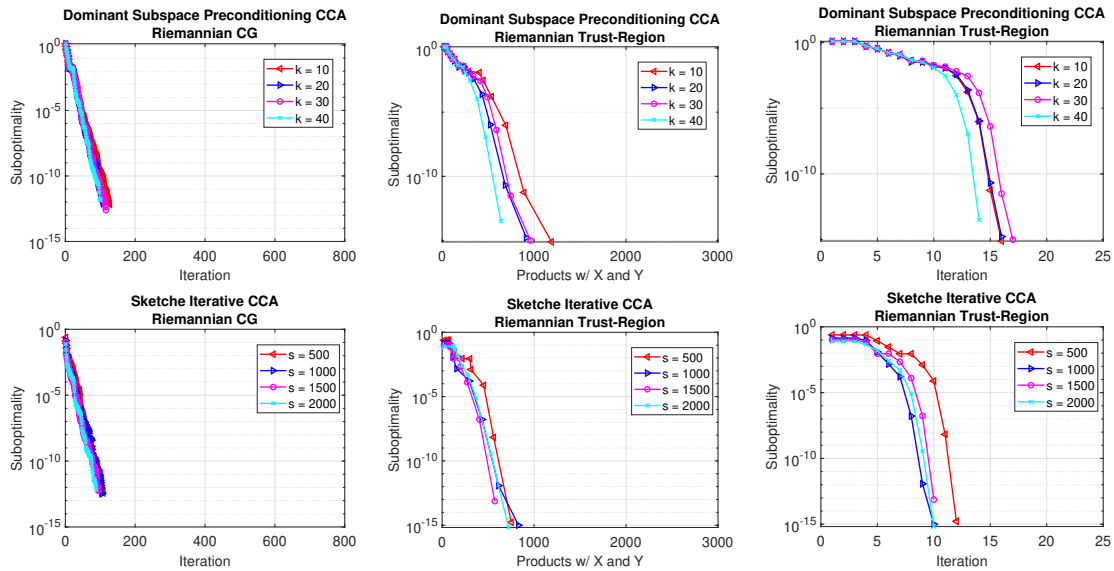 Dominant Subspace Preconditioning CCA
Riemannian CG
10^0
10^-5
10^-10
10^-15
Suboptimality
0 200 400 600 800
Iteration
k = 10
k = 20
k = 30
k = 40
Dominant Subspace Preconditioning CCA
Riemannian Trust-Region
10^0
10^-10
Suboptimality
0 1000 2000 3000
Products w/ X and Y
k = 10
k = 20
k = 30
k = 40
Dominant Subspace Preconditioning CCA
Riemannian Trust-Region
10^0
10^-10
Suboptimality
0 5 10 15 20 25
Iteration
k = 10
k = 20
k = 30
k = 40
Sketche Iterative CCA
Riemannian CG
10^0
10^-5
10^-10
10^-15
Suboptimality
0 200 400 600 800
Iteration
s = 500
s = 1000
s = 1500
s = 2000
Sketche Iterative CCA
Riemannian Trust-Region
10^0
10^-5
10^-10
10^-15
Suboptimality
0 1000 2000 3000
Products w/ X and Y
s = 500
s = 1000
s = 1500
s = 2000
Sketche Iterative CCA
Riemannian Trust-Region
10^0
10^-5
10^-10
10^-15
Suboptimality
0 5 10 15 20 25
Iteration
s = 500
s = 1000
s = 1500
s = 2000